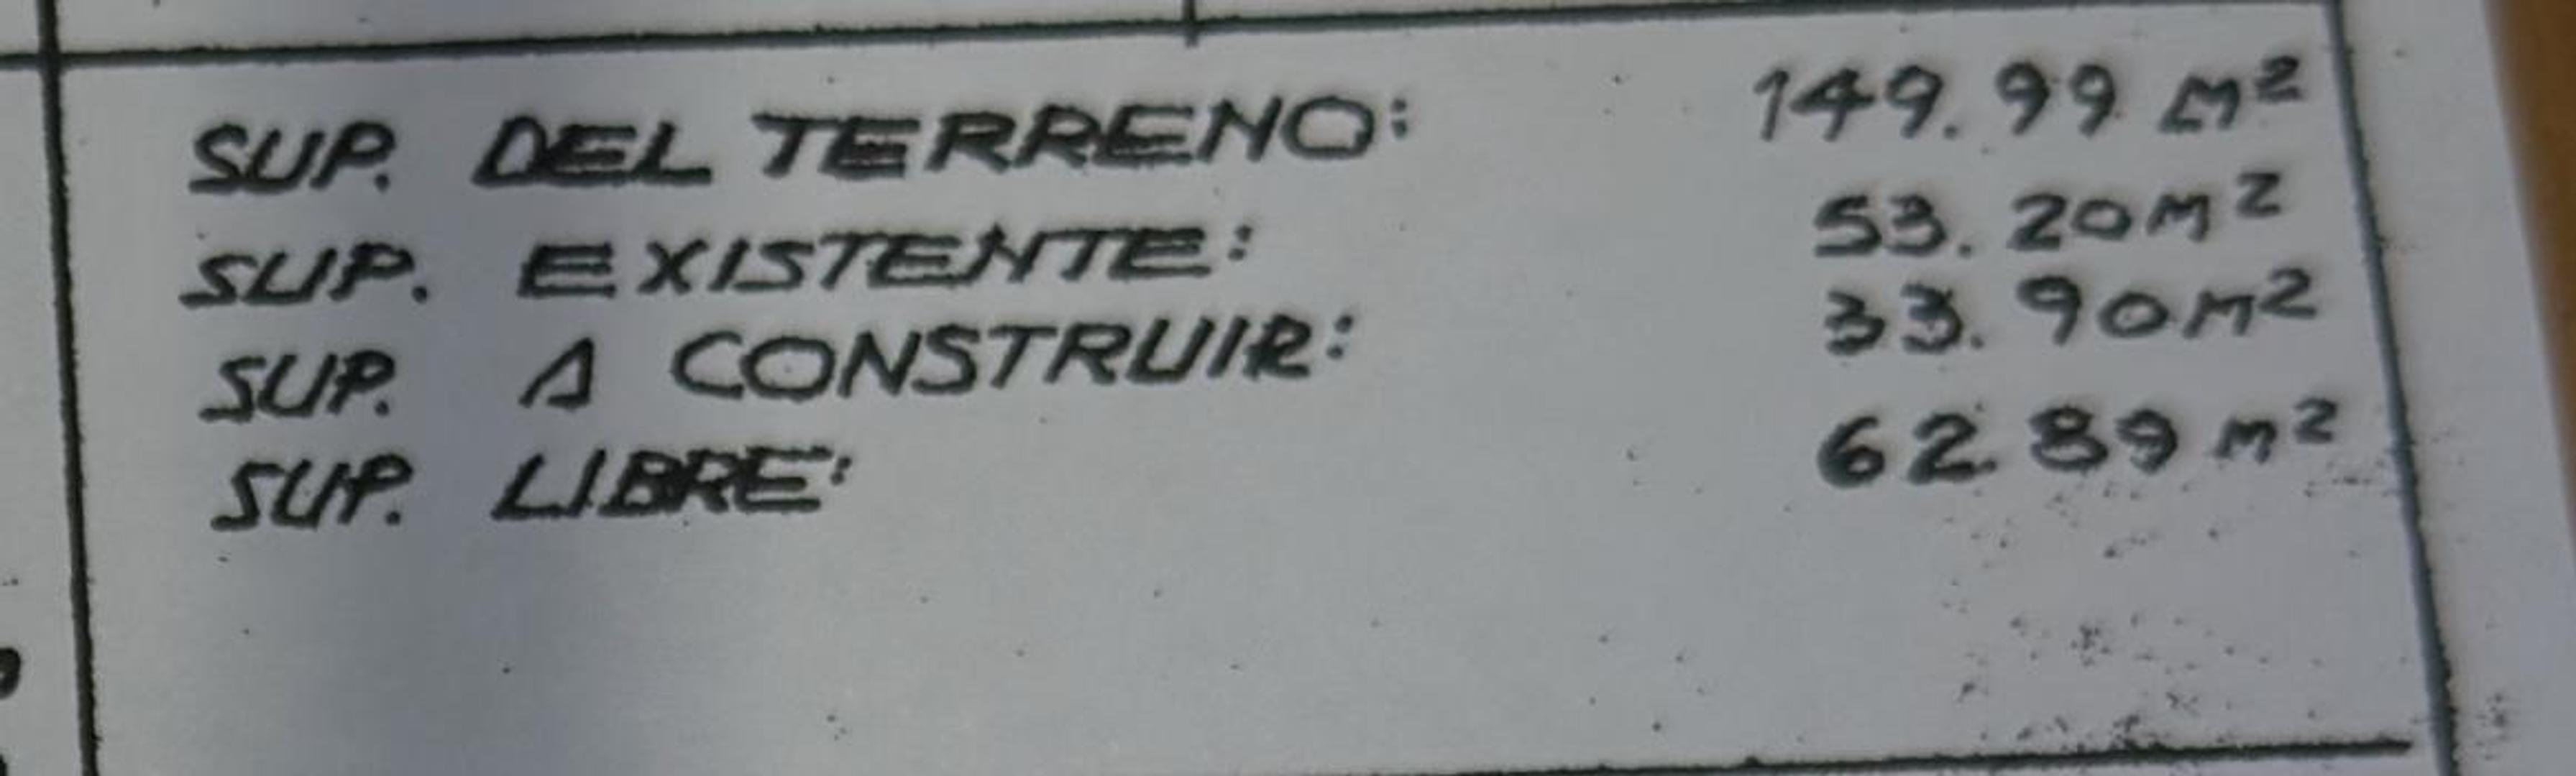 SUP. DEL TERRENO: 149.99 M²
SUP. EXISTENTE: 53.20 M²
SUP. A CONSTRUIR: 33.90 M²
SUP. LIBRE: 62.89 M²